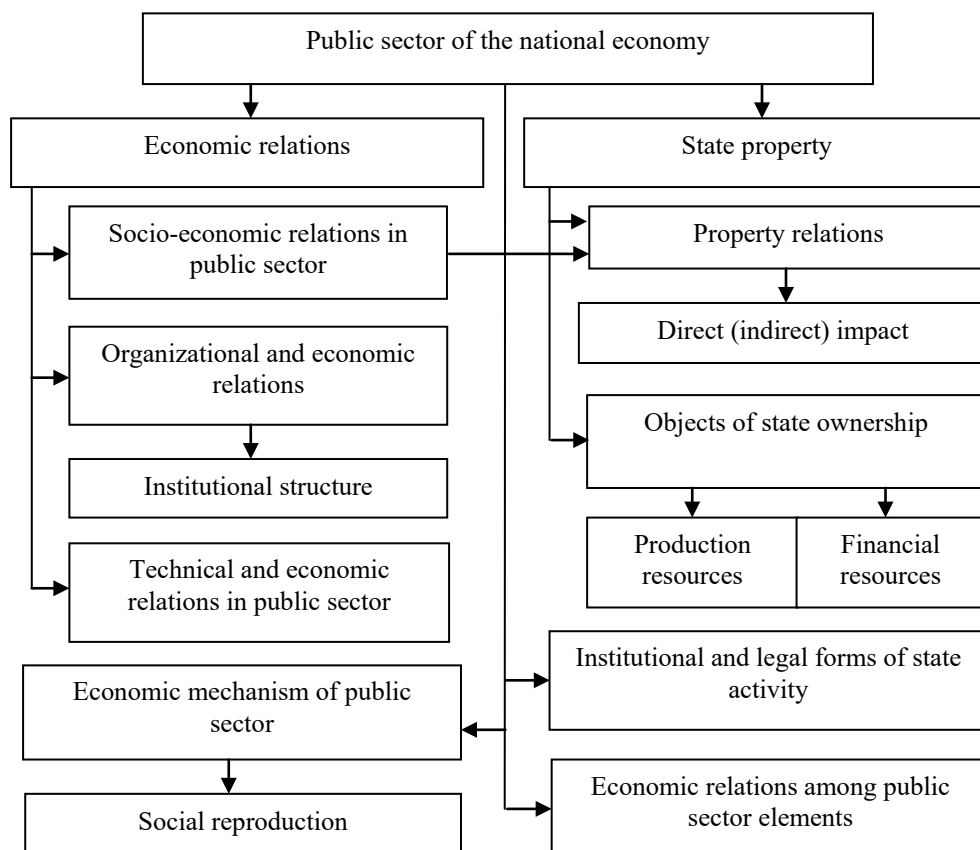 Public sector of the national economy
Economic relations
State property
Socio-economic relations in
public sector
Property relations
Direct (indirect) impact
Organizational and economic
relations
Objects of state ownership
Institutional structure
Production
resources
Financial
resources
Technical and economic
relations in public sector
Institutional and legal forms of state
activity
Economic mechanism of public
sector
Economic relations among public
sector elements
Social reproduction